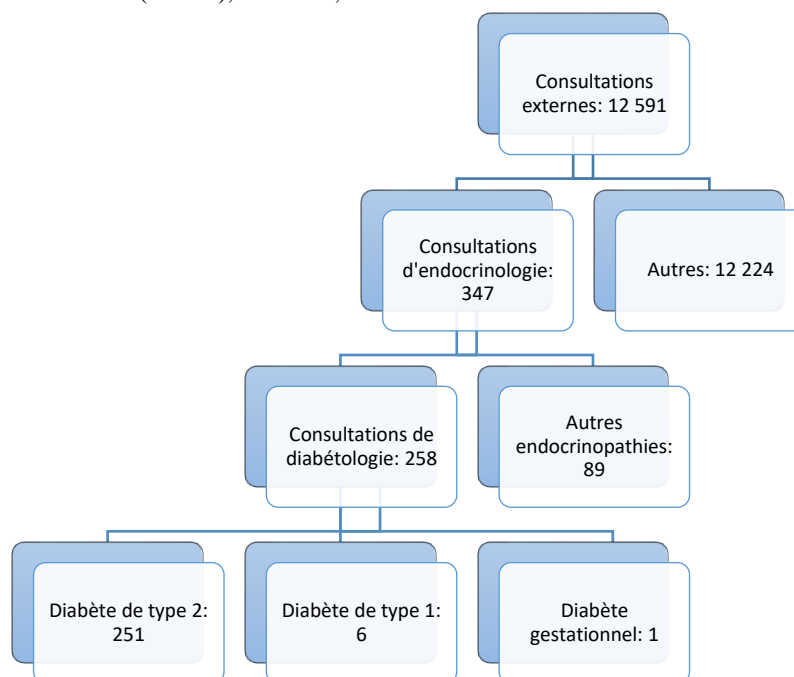 Consultations
externes: 12 591
Consultations
d'endocrinologie:
347
Autres: 12 224
Consultations de
diabétologie: 258
Autres
endocrinopathies:
89
Diabète de type 2:
251
Diabète de type 1:
6
Diabète
gestationnel: 1